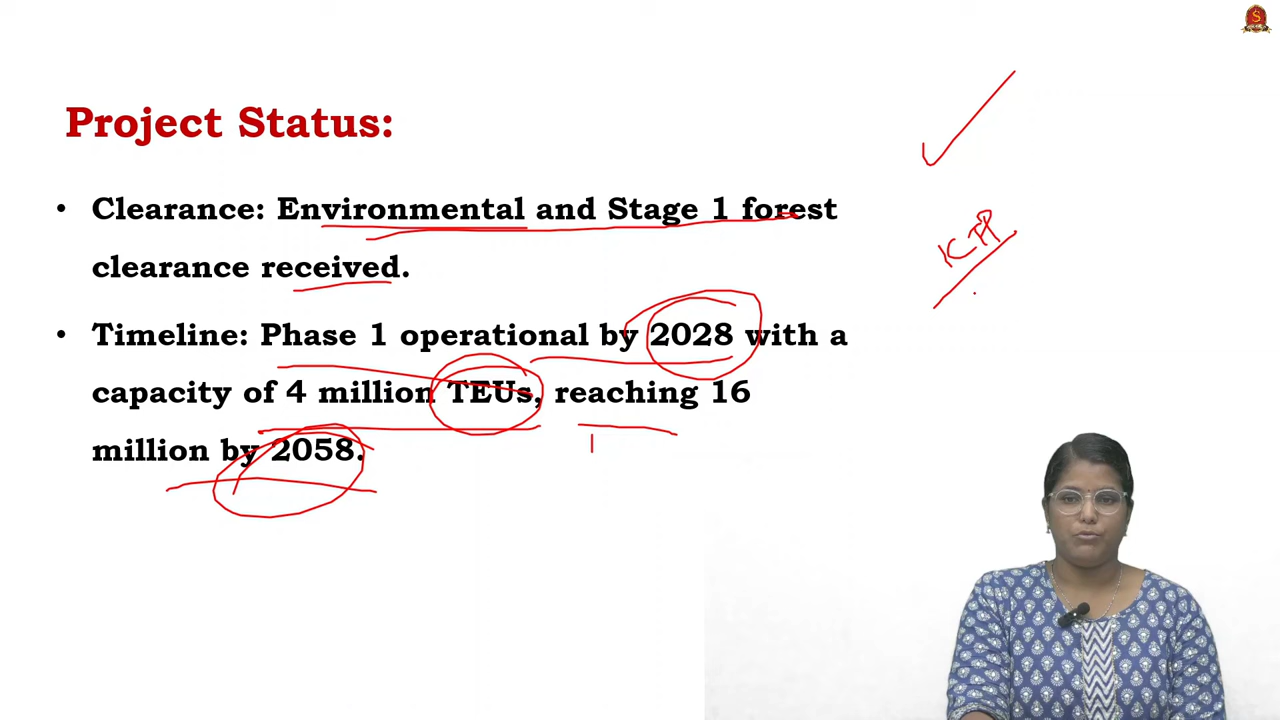 Project Status:
• Clearance: Environmental and Stage 1 forest
clearance received.
• Timeline: Phase 1 operational by 2028 with a
capacity of 4 million TEUs, reaching 16
million by 2058.